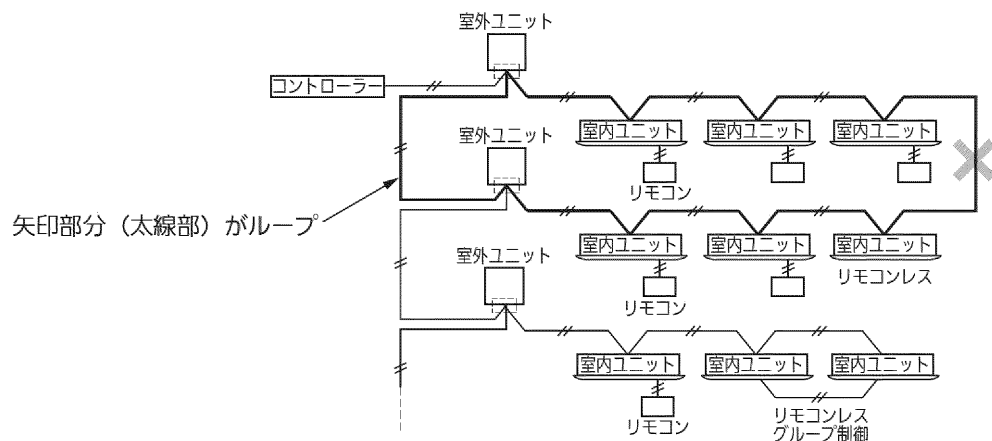 室外ユニット
コントローラー
室内ユニット 室内ユニット 室内ユニット
室外ユニット
リモコン
矢印部分（太線部）がループ
室内ユニット 室内ユニット 室内ユニット
室外ユニット
リモコン
リモコンレス
室内ユニット 室内ユニット 室内ユニット
リモコン
リモコンレス
グループ制御